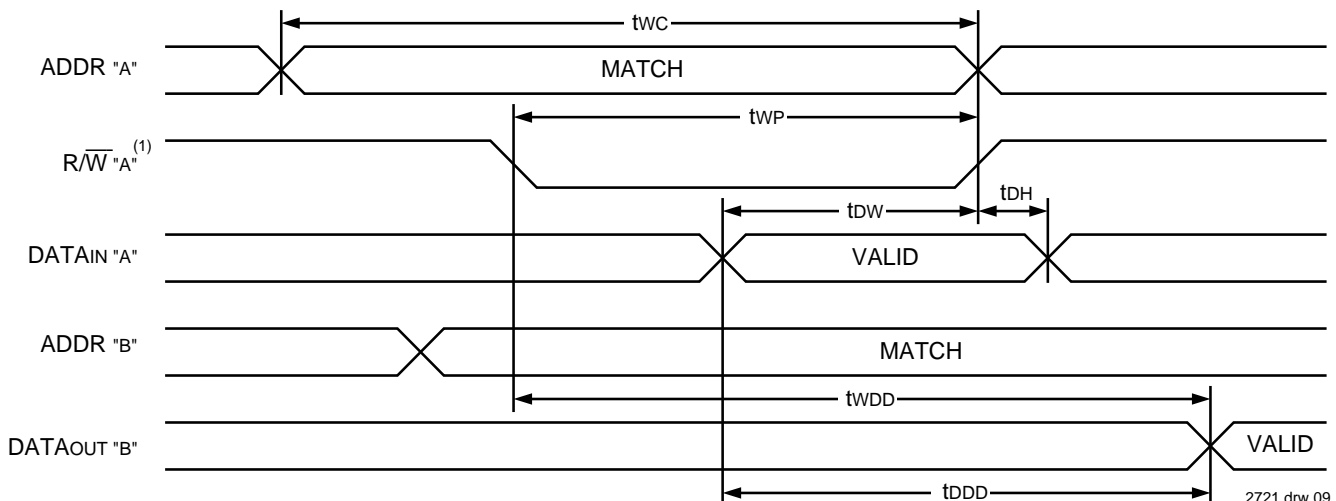 tWC
ADDR "A"
MATCH
tWP
R/W "A"(1)
tDW
tDH
DATAIN "A"
VALID
ADDR "B"
MATCH
tWDD
DATAOUT "B"
VALID
tDDD
2721 drw 09